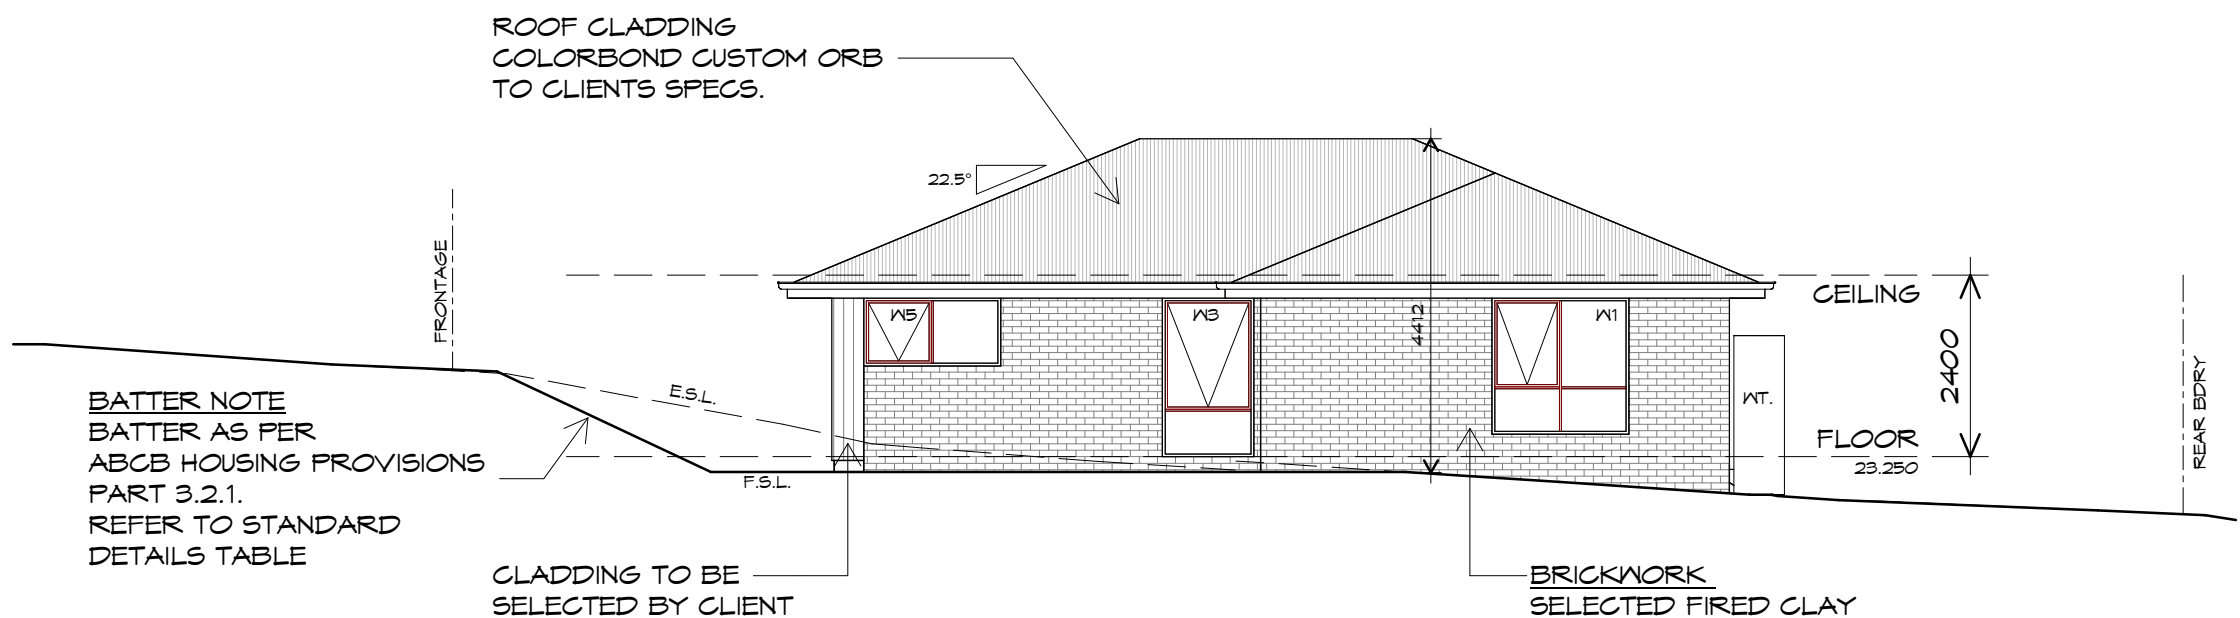 ROOF CLADDING
COLORBOND CUSTOM ORB
TO CLIENTS SPECS.
22.5°
FRONTAGE
W5
W3
W1
4412
CEILING
2400
WT.
REAR BDRY
E.S.L.
FLOOR
23.250
F.S.L.
BATTER NOTE
BATTER AS PER
ABCB HOUSING PROVISIONS
PART 3.2.1.
REFER TO STANDARD
DETAILS TABLE
CLADDING TO BE
SELECTED BY CLIENT
BRICKWORK
SELECTED FIRED CLAY